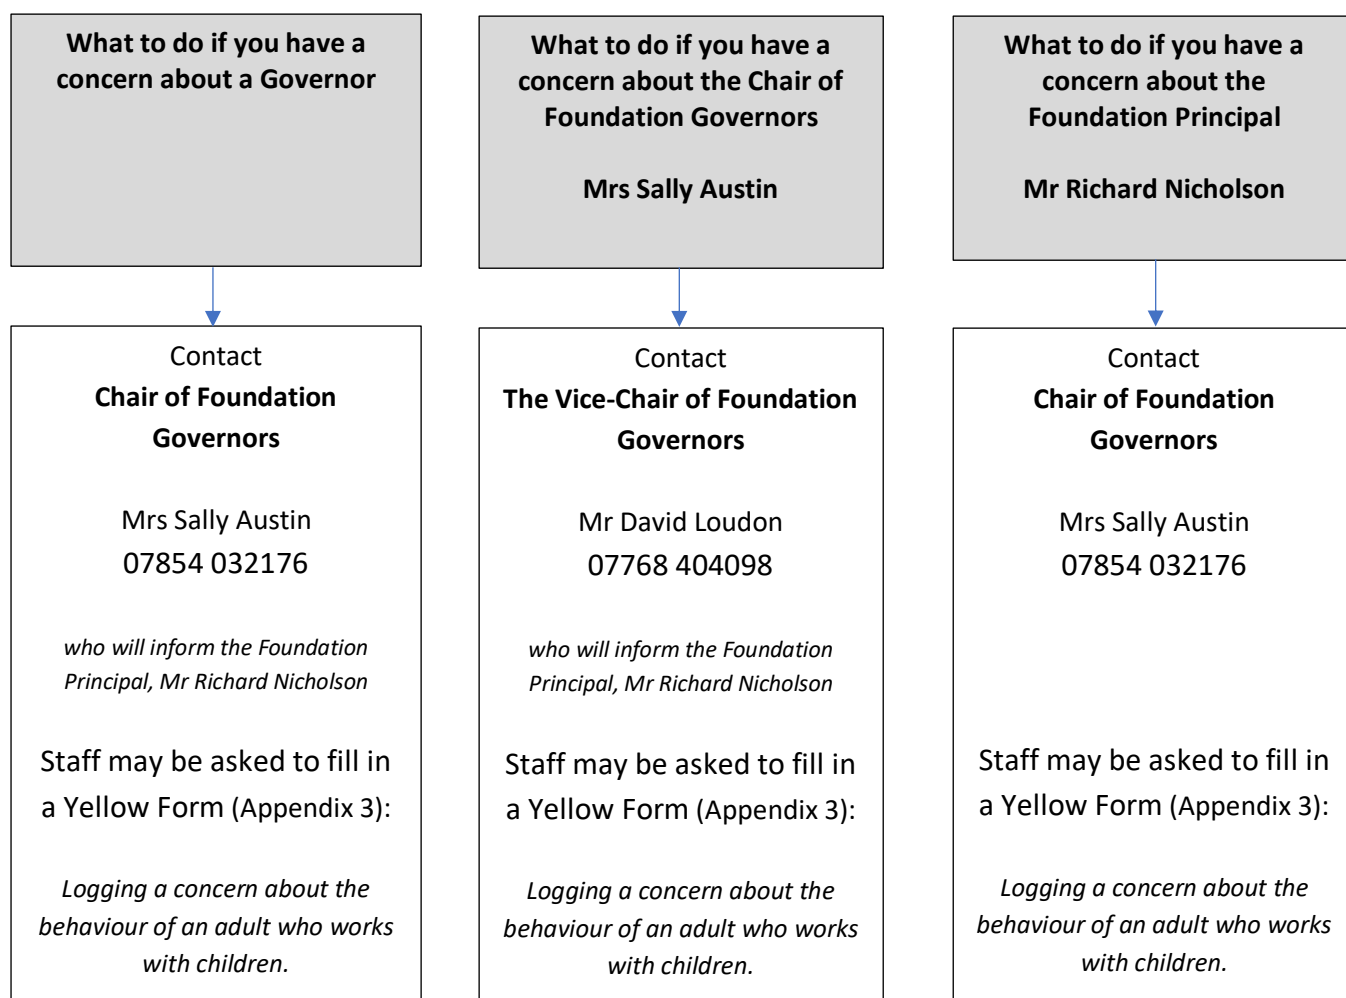 What to do if you have a
concern about a Governor
What to do if you have a
concern about the Chair of
Foundation Governors
Mrs Sally Austin
What to do if you have a
concern about the
Foundation Principal
Mr Richard Nicholson
Contact
Chair of Foundation
Governors
Mrs Sally Austin
07854 032176
who will inform the Foundation
Principal, Mr Richard Nicholson
Staff may be asked to fill in
a Yellow Form (Appendix 3):
Logging a concern about the
behaviour of an adult who works
with children.
Contact
The Vice-Chair of Foundation
Governors
Mr David Loudon
07768 404098
who will inform the Foundation
Principal, Mr Richard Nicholson
Staff may be asked to fill in
a Yellow Form (Appendix 3):
Logging a concern about the
behaviour of an adult who works
with children.
Contact
Chair of Foundation
Governors
Mrs Sally Austin
07854 032176
Staff may be asked to fill in
a Yellow Form (Appendix 3):
Logging a concern about the
behaviour of an adult who works
with children.